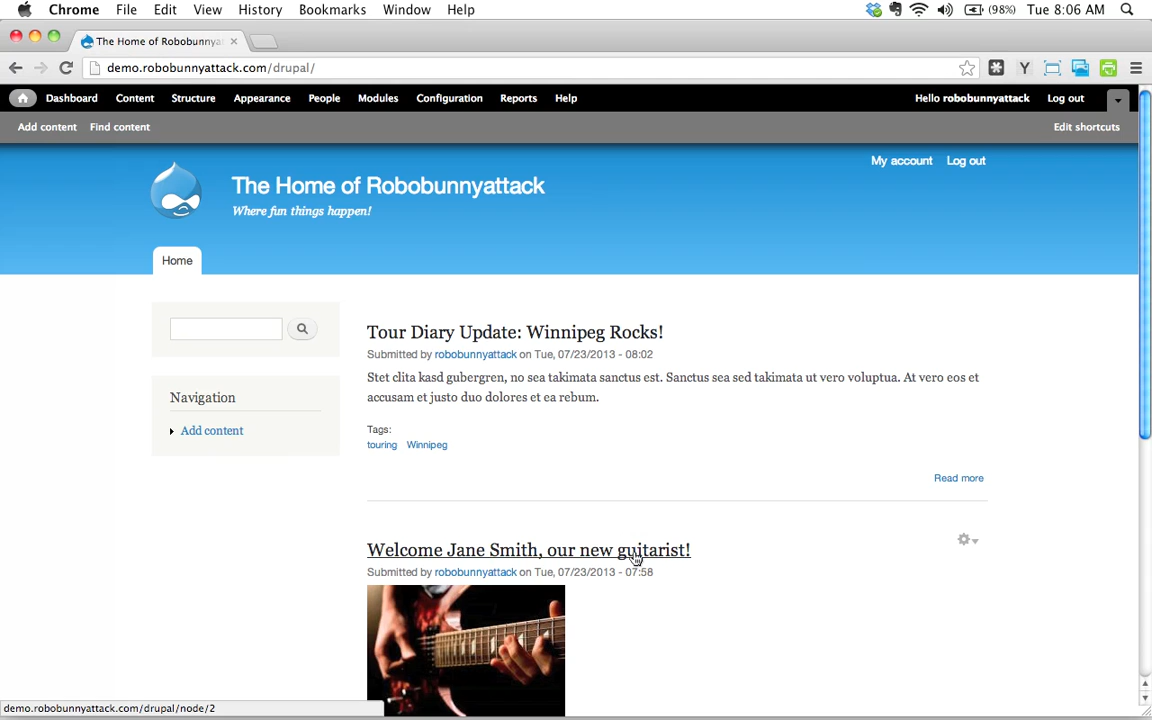 Chrome File Edit View History Bookmarks Window Help (98%) Tue 8:06 AM
The Home of Robobunnya
demo.robobunnyattack.com/drupal/
Dashboard Content Structure Appearance People Modules Configuration Reports Help Hello robobunnyattack Log out
Add content Find content Edit shortcuts
My account Log out
The Home of Robobunnyattack
Where fun things happen!
Home
Tour Diary Update: Winnipeg Rocks!
Submitted by robobunnyattack on Tue, 07/23/2013 - 08:02
Stet clita kasd gubergren, no sea takimata sanctus est. Sanctus sea sed takimata ut vero voluptua. At vero eos et
accusam et justo duo dolores et ea rebum.
Navigation
Add content
Tags:
touring Winnipeg
Read more
Welcome Jane Smith, our new guitarist!
Submitted by robobunnyattack on Tue, 07/23/2013 - 07:58
demo.robobunnyattack.com/drupal/node/2